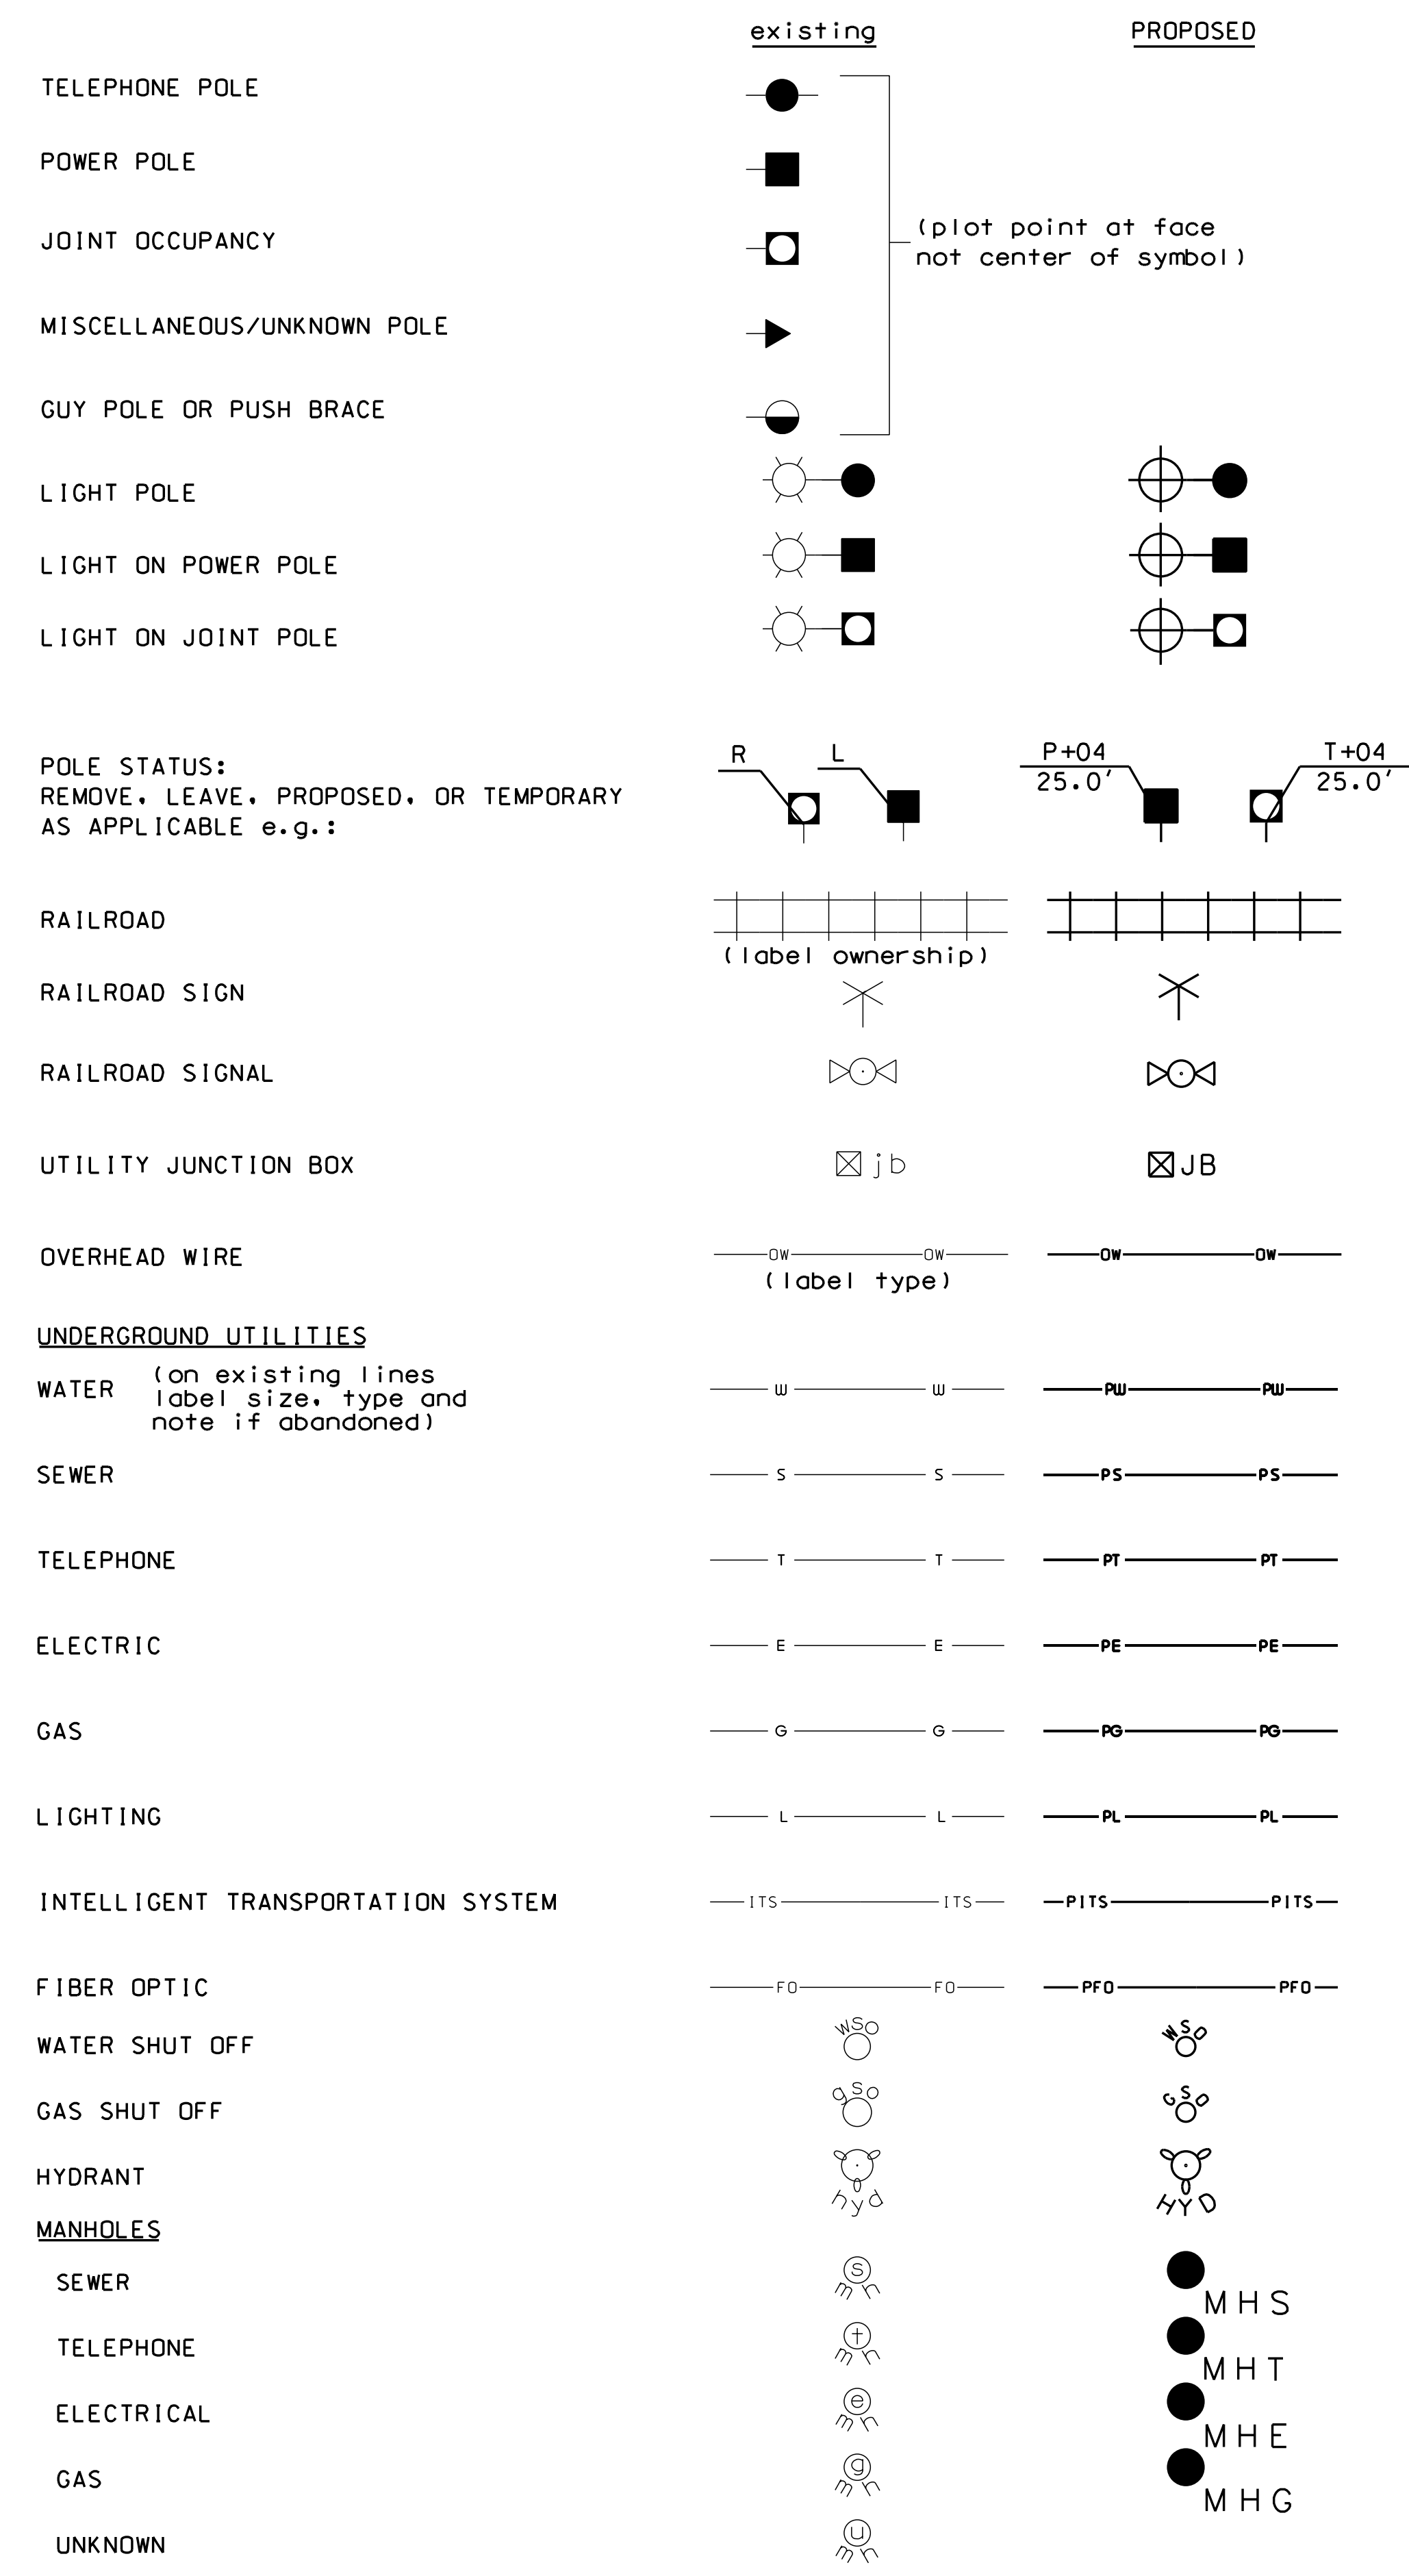 existing PROPOSED
TELEPHONE POLE
POWER POLE
JOINT OCCUPANCY
(plot point at face
not center of symbol)
MISCELLANEOUS/UNKNOWN POLE
GUY POLE OR PUSH BRACE
LIGHT POLE
LIGHT ON POWER POLE
LIGHT ON JOINT POLE
POLE STATUS:
REMOVE, LEAVE, PROPOSED, OR TEMPORARY
AS APPLICABLE e.g.:
R L P+04 T+04
25.0' 25.0'
RAILROAD
(label ownership)
RAILROAD SIGN
RAILROAD SIGNAL
UTILITY JUNCTION BOX jb JB
OVERHEAD WIRE OW OW OW OW
(label type)
UNDERGROUND UTILITIES
WATER (on existing lines
label size, type and
note if abandoned)
W W PW PW
SEWER S S PS PS
TELEPHONE T T PT PT
ELECTRIC E E PE PE
GAS G G PG PG
LIGHTING L L PL PL
INTELLIGENT TRANSPORTATION SYSTEM ITS ITS PITS PITS
FIBER OPTIC FO FO PFO PFO
WATER SHUT OFF wso WSO
GAS SHUT OFF gso GSO
HYDRANT hyd HYD
MANHOLES
SEWER s mh MHS
TELEPHONE t mh MHT
ELECTRICAL e mh MHE
GAS g mh MHG
UNKNOWN u mh